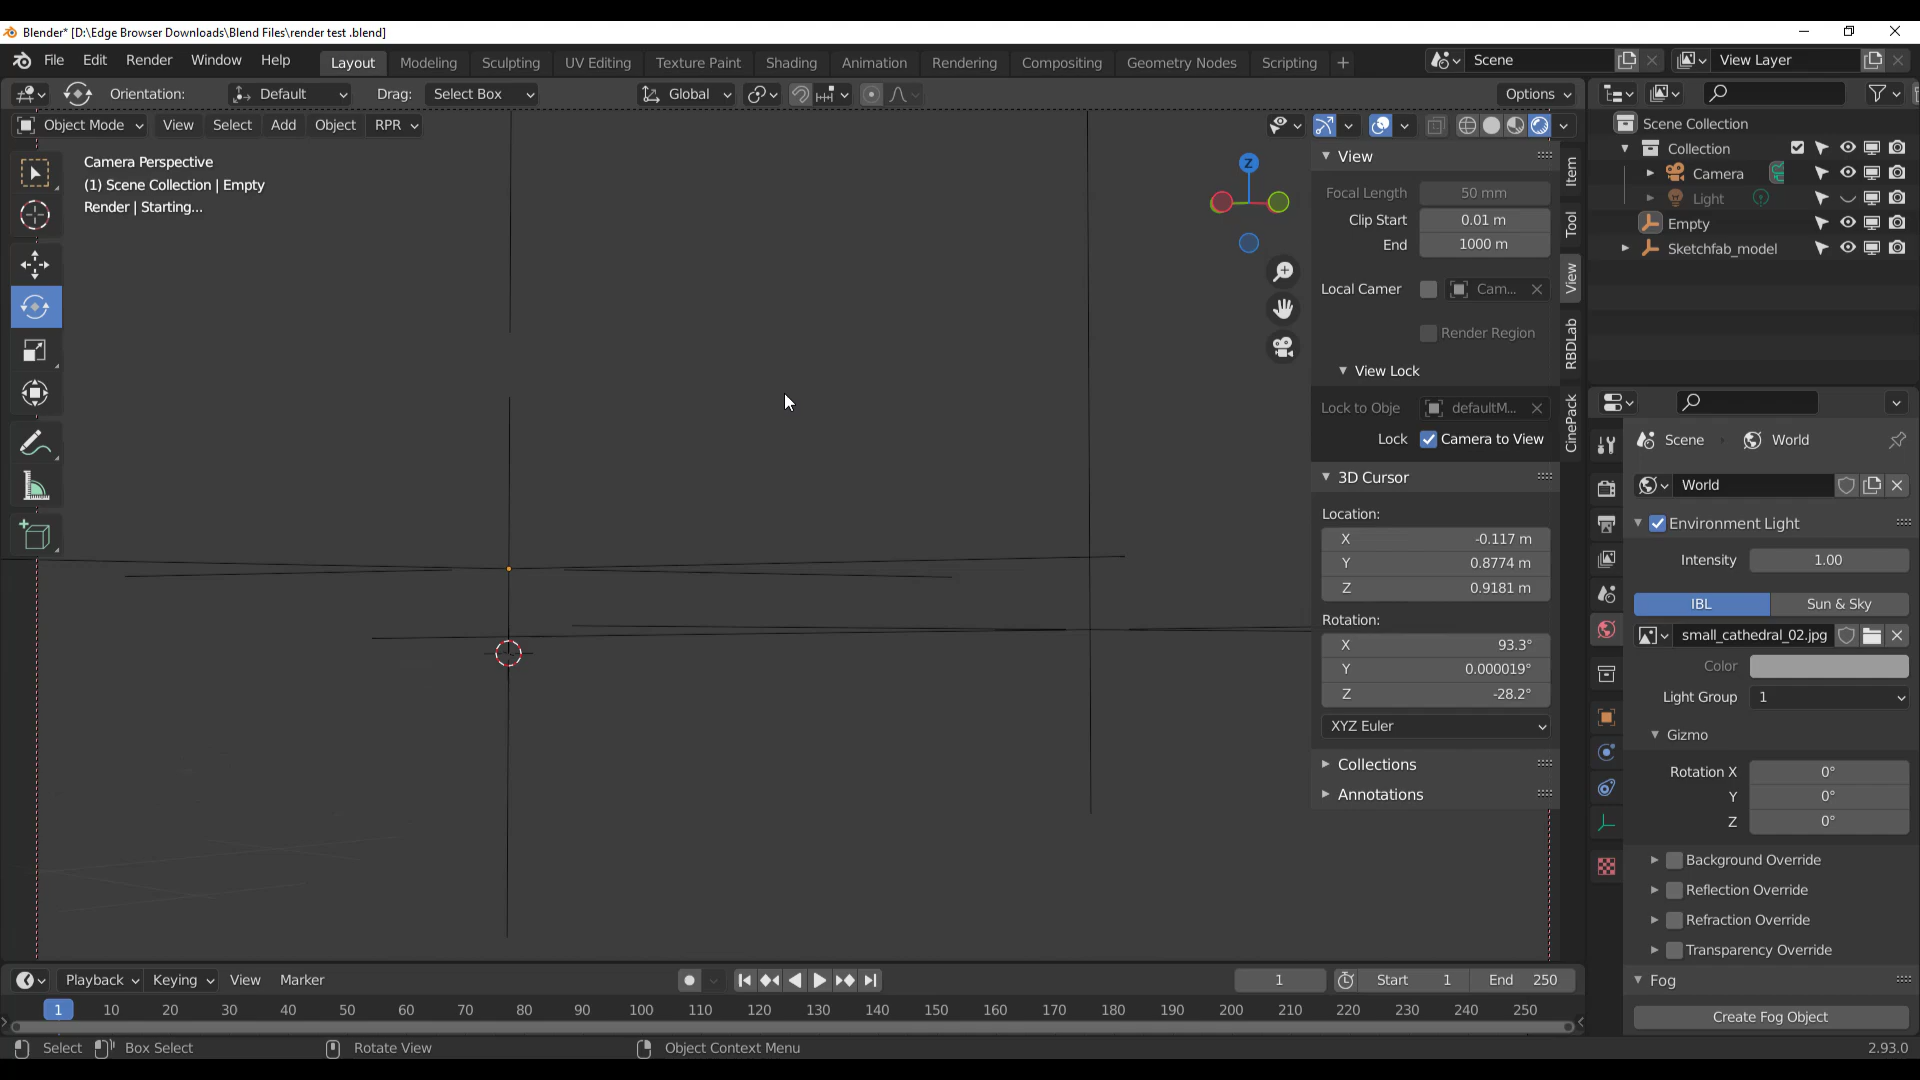 Blender* [D:\Edge Browser Downloads\Blend Files\render test .blend]
File Edit Render Window Help Layout Modeling Sculpting UV Editing Texture Paint Shading Animation Rendering Compositing Geometry Nodes Scripting + Scene View Layer
Orientation: Default Drag: Select Box Global Options
Object Mode View Select Add Object RPR
Camera Perspective
(1) Scene Collection | Empty
Render | Starting...
Z
View
Focal Length 50 mm
Clip Start 0.01 m
End 1000 m
Local Camer Cam...
Render Region
View Lock
Lock to Obje defaultM...
Lock Camera to View
3D Cursor
Location:
X -0.117 m
Y 0.8774 m
Z 0.9181 m
Rotation:
X 93.3°
Y 0.000019°
Z -28.2°
XYZ Euler
Collections
Annotations
Item
Tool
View
RBDLab
CinePack
Scene Collection
Collection
Camera
Light
Empty
Sketchfab_model
Scene World
World
Environment Light
Intensity 1.00
IBL Sun & Sky
small_cathedral_02.jpg
Color
Light Group 1
Gizmo
Rotation X 0°
Y 0°
Z 0°
Background Override
Reflection Override
Refraction Override
Transparency Override
Fog
Create Fog Object
Playback Keying View Marker 1 Start 1 End 250
1 10 20 30 40 50 60 70 80 90 100 110 120 130 140 150 160 170 180 190 200 210 220 230 240 250
Select Box Select Rotate View Object Context Menu 2.93.0